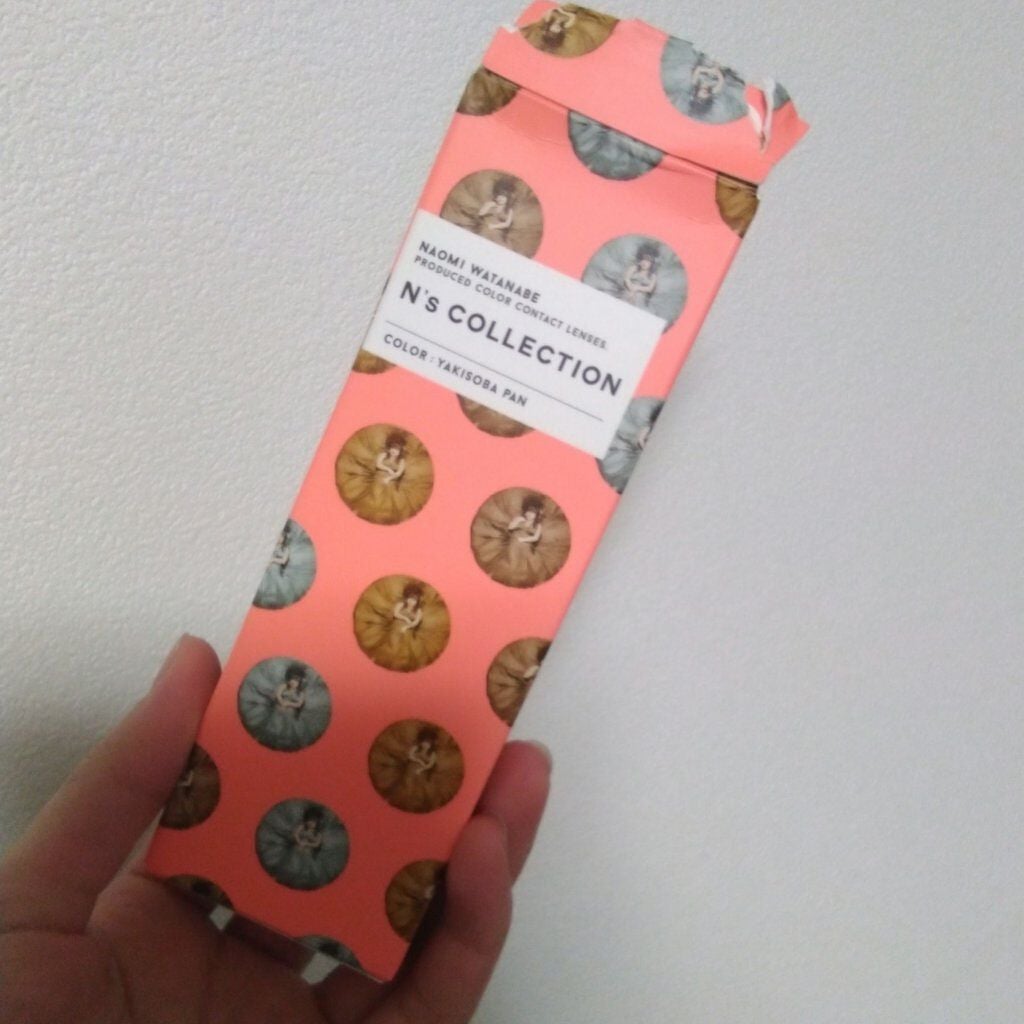 NAOMI WATANABE
PRODUCED COLOR CONTACT LENSES.
N's COLLECTION
COLOR : YAKISOBA PAN